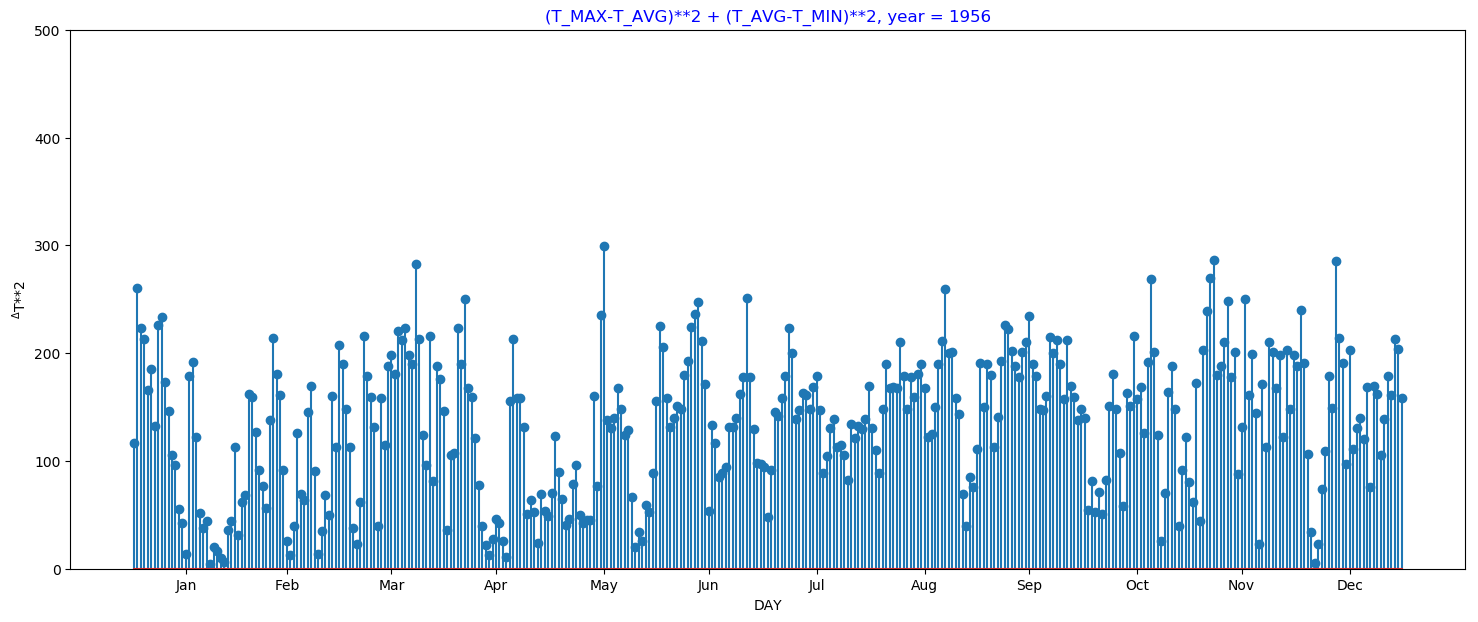 (T_MAX-T_AVG)**2 + (T_AVG-T_MIN)**2, year = 1956
500
400
300
200
100
0
ΔT**2
Jan Feb Mar Apr May Jun Jul Aug Sep Oct Nov Dec
DAY